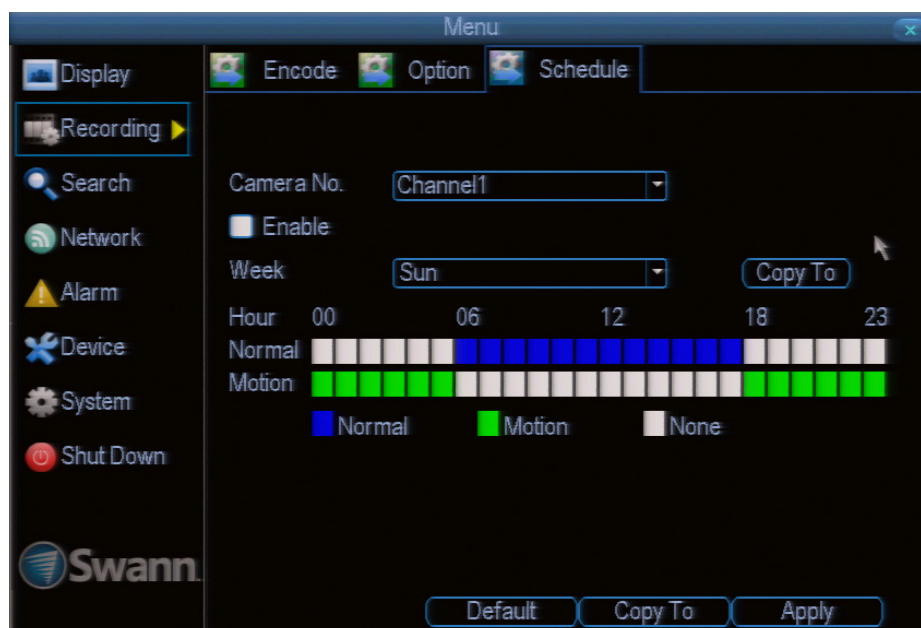 Menu
Display
Recording
Search
Network
Alarm
Device
System
Shut Down
Swann
Encode Option Schedule
Camera No. Channel1
Enable
Week Sun Copy To
Hour 00 06 12 18 23
Normal
Motion
Normal Motion None
Default Copy To Apply